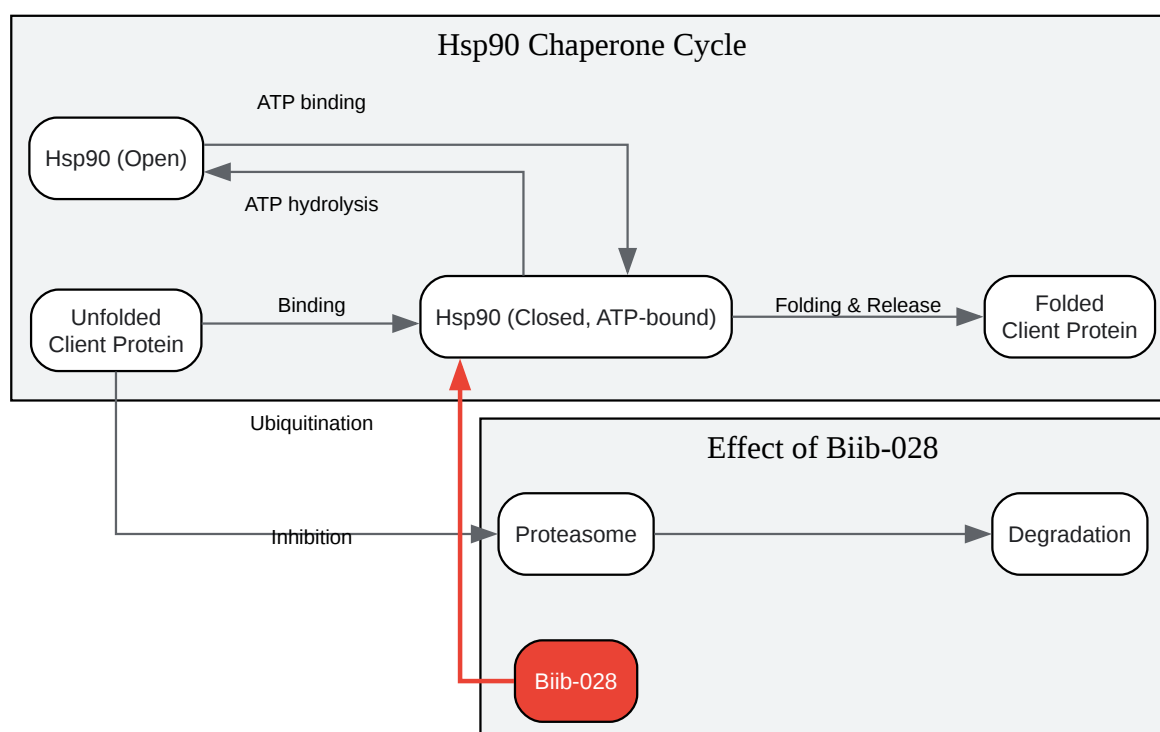 Hsp90 Chaperone Cycle
ATP binding
Hsp90 (Open)
ATP hydrolysis
Unfolded
Client Protein
Binding
Hsp90 (Closed, ATP-bound)
Folding & Release
Folded
Client Protein
Ubiquitination
Effect of Biib-028
Inhibition
Proteasome
Degradation
Biib-028